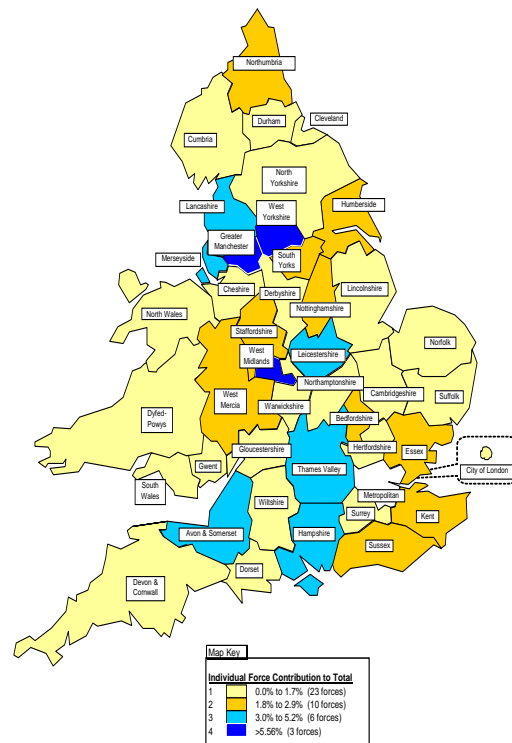 Northumbria
Cleveland
Durham
Cumbria
North
Yorkshire
Lancashire
West
Yorkshire
Humberside
Greater
Manchester
Merseyside
South
Yorks
Cheshire
Derbyshire
Lincolnshire
Nottinghamshire
North Wales
Staffordshire
Norfolk
West
Midlands
Leicestershire
Northamptonshire
West
Mercia
Cambridgeshire
Suffolk
Warwickshire
Dyfed-
Powys
Bedfordshire
Gloucestershire
Hertfordshire
Essex
Gwent
Thames Valley
City of London
South
Wales
Metropolitan
Wiltshire
Surrey
Kent
Avon & Somerset
Hampshire
Sussex
Dorset
Devon &
Cornwall
Map Key
Individual Force Contribution to Total
1 0.0% to 1.7% (23 forces)
2 1.8% to 2.9% (10 forces)
3 3.0% to 5.2% (6 forces)
4 >5.56% (3 forces)